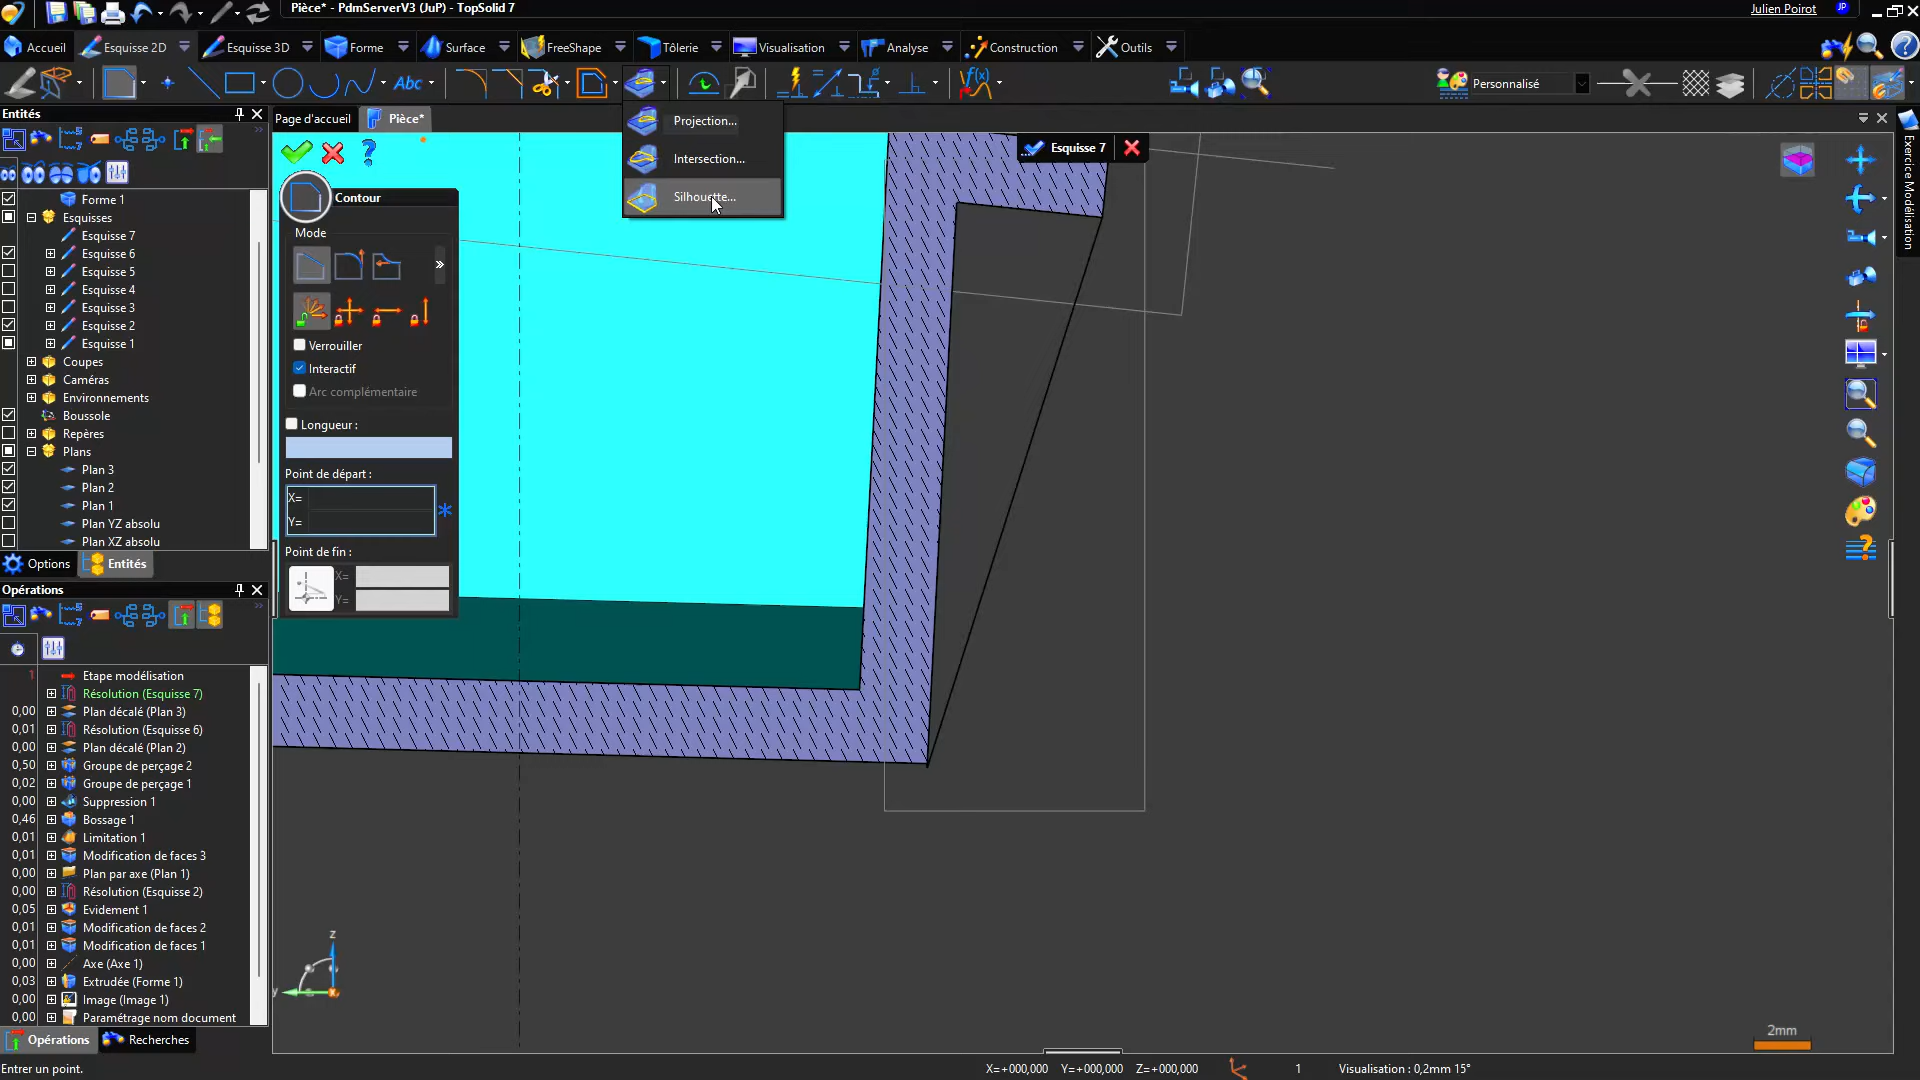 Pièce* - PdmServerV3 (JuP) - TopSolid 7
Julien Poirot
JP
Accueil
Esquisse 2D
Esquisse 3D
Forme
Surface
FreeShape
Tôlerie
Visualisation
Analyse
Construction
Outils
Abc
Personnalisé
Entités
Page d'accueil
Pièce*
Projection...
Intersection...
Silhouette...
Esquisse 7
Exercice Modélisation
Contour
Mode
Verrouiller
Interactif
Arc complémentaire
Longueur :
Point de départ :
X=
Y=
Point de fin :
X=
Y=
Forme 1
Esquisses
Esquisse 7
Esquisse 6
Esquisse 5
Esquisse 4
Esquisse 3
Esquisse 2
Esquisse 1
Coupes
Caméras
Environnements
Boussole
Repères
Plans
Plan 3
Plan 2
Plan 1
Plan YZ absolu
Plan XZ absolu
Options
Entités
Opérations
1 Etape modélisation
Résolution (Esquisse 7)
0,00 Plan décalé (Plan 3)
0,01 Résolution (Esquisse 6)
0,00 Plan décalé (Plan 2)
0,50 Groupe de perçage 2
0,02 Groupe de perçage 1
0,00 Suppression 1
0,46 Bossage 1
0,01 Limitation 1
0,01 Modification de faces 3
0,00 Plan par axe (Plan 1)
0,00 Résolution (Esquisse 2)
0,05 Evidement 1
0,01 Modification de faces 2
0,01 Modification de faces 1
0,00 Axe (Axe 1)
0,03 Extrudée (Forme 1)
0,00 Image (Image 1)
0,00 Paramétrage nom document
Opérations
Recherches
z
y
x
2mm
Entrer un point.
X=+000,000 Y=+000,000 Z=+000,000
1
Visualisation : 0,2mm 15°